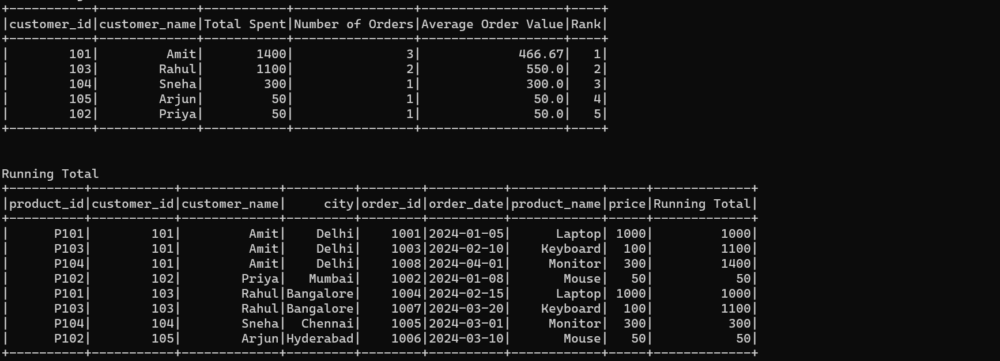 +-----------+-------------+-----------+----------------+-------------------+----+
|customer_id|customer_name|Total Spent|Number of Orders|Average Order Value|Rank|
+-----------+-------------+-----------+----------------+-------------------+----+
|        101|         Amit|       1400|               3|             466.67|   1|
|        103|        Rahul|       1100|               2|              550.0|   2|
|        104|        Sneha|        300|               1|              300.0|   3|
|        105|        Arjun|         50|               1|               50.0|   4|
|        102|        Priya|         50|               1|               50.0|   5|
+-----------+-------------+-----------+----------------+-------------------+----+
Running Total
+----------+-----------+-------------+---------+--------+----------+------------+-----+-------------+
|product_id|customer_id|customer_name|     city|order_id|order_date|product_name|price|Running Total|
+----------+-----------+-------------+---------+--------+----------+------------+-----+-------------+
|      P101|        101|         Amit|    Delhi|    1001|2024-01-05|      Laptop| 1000|         1000|
|      P103|        101|         Amit|    Delhi|    1003|2024-02-10|    Keyboard|  100|         1100|
|      P104|        101|         Amit|    Delhi|    1008|2024-04-01|     Monitor|  300|         1400|
|      P102|        102|        Priya|   Mumbai|    1002|2024-01-08|       Mouse|   50|           50|
|      P101|        103|        Rahul|Bangalore|    1004|2024-02-15|      Laptop| 1000|         1000|
|      P103|        103|        Rahul|Bangalore|    1007|2024-03-20|    Keyboard|  100|         1100|
|      P104|        104|        Sneha|  Chennai|    1005|2024-03-01|     Monitor|  300|          300|
|      P102|        105|        Arjun|Hyderabad|    1006|2024-03-10|       Mouse|   50|           50|
+----------+-----------+-------------+---------+--------+----------+------------+-----+-------------+